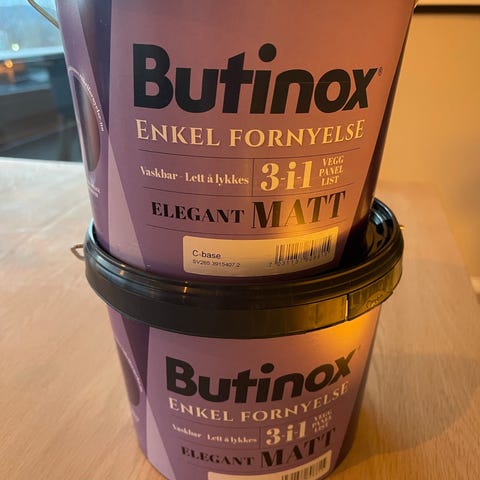 Butinox®
ENKEL FORNYELSE
Vaskbar - Lett å lykkes
3-i-1
VEGG
PANEL
LIST
ELEGANT MATT
C-base
Butinox
ENKEL FORNYELSE
Vaskbar - Lett å lykkes
3-i-1
VEGG
PANEL
LIST
ELEGANT MATT